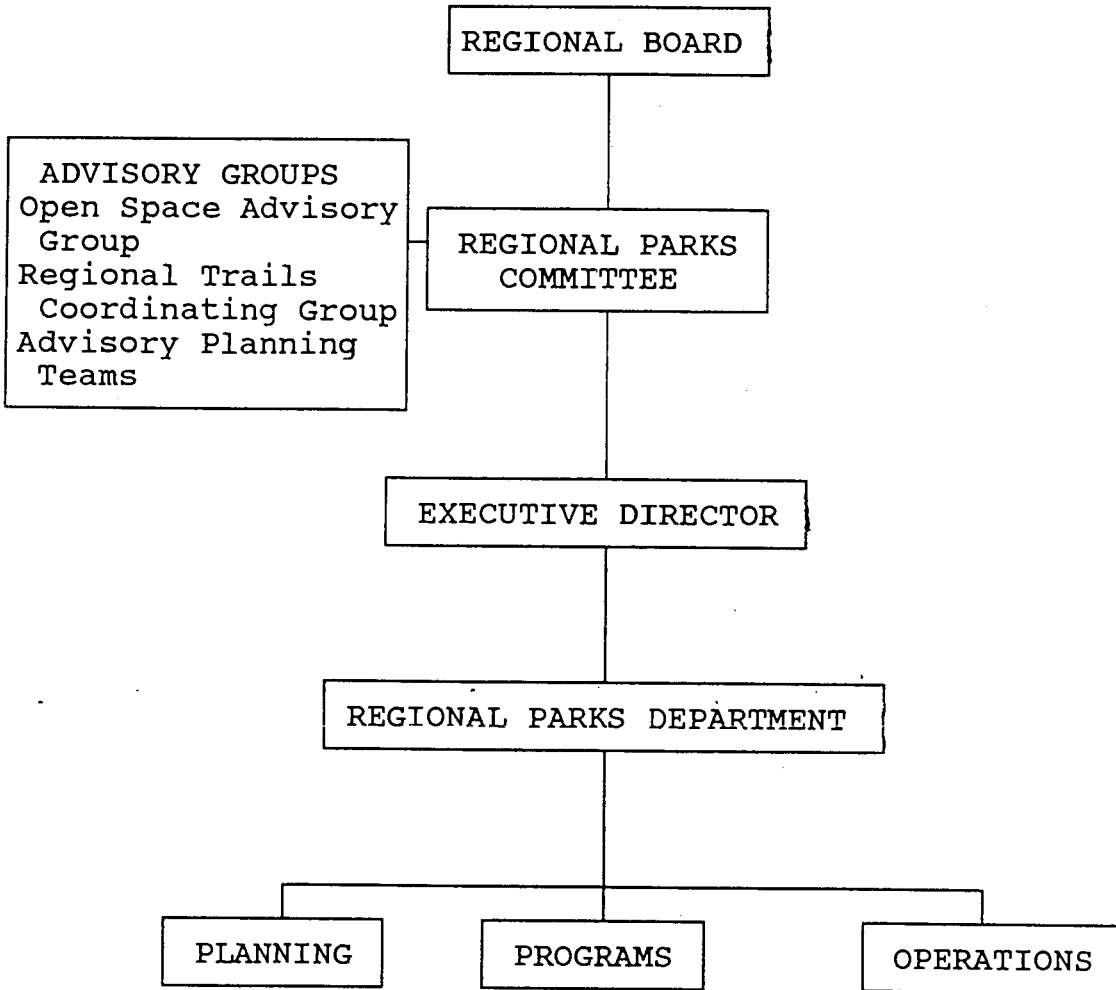 REGIONAL BOARD
ADVISORY GROUPS
Open Space Advisory
Group
Regional Trails
Coordinating Group
Advisory Planning
Teams
REGIONAL PARKS
COMMITTEE
EXECUTIVE DIRECTOR
REGIONAL PARKS DEPARTMENT
PLANNING
PROGRAMS
OPERATIONS